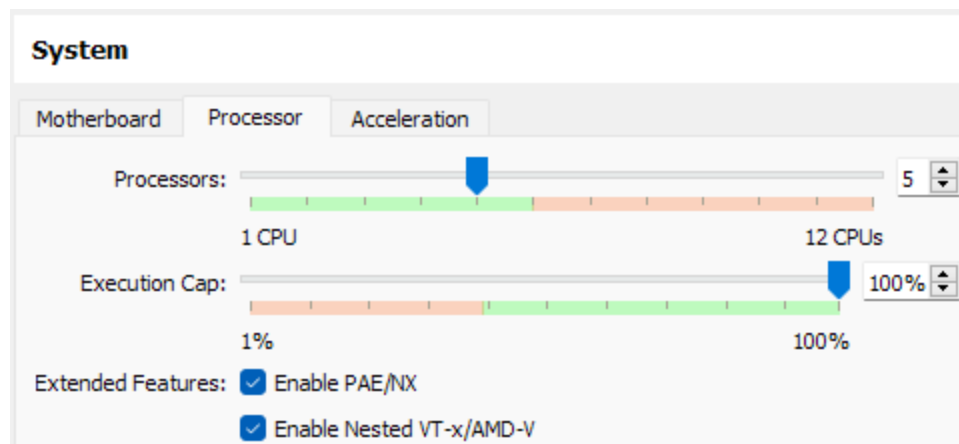 System
Motherboard Processor Acceleration
Processors: 5
1 CPU 12 CPUs
Execution Cap: 100%
1% 100%
Extended Features: Enable PAE/NX
Enable Nested VT-x/AMD-V